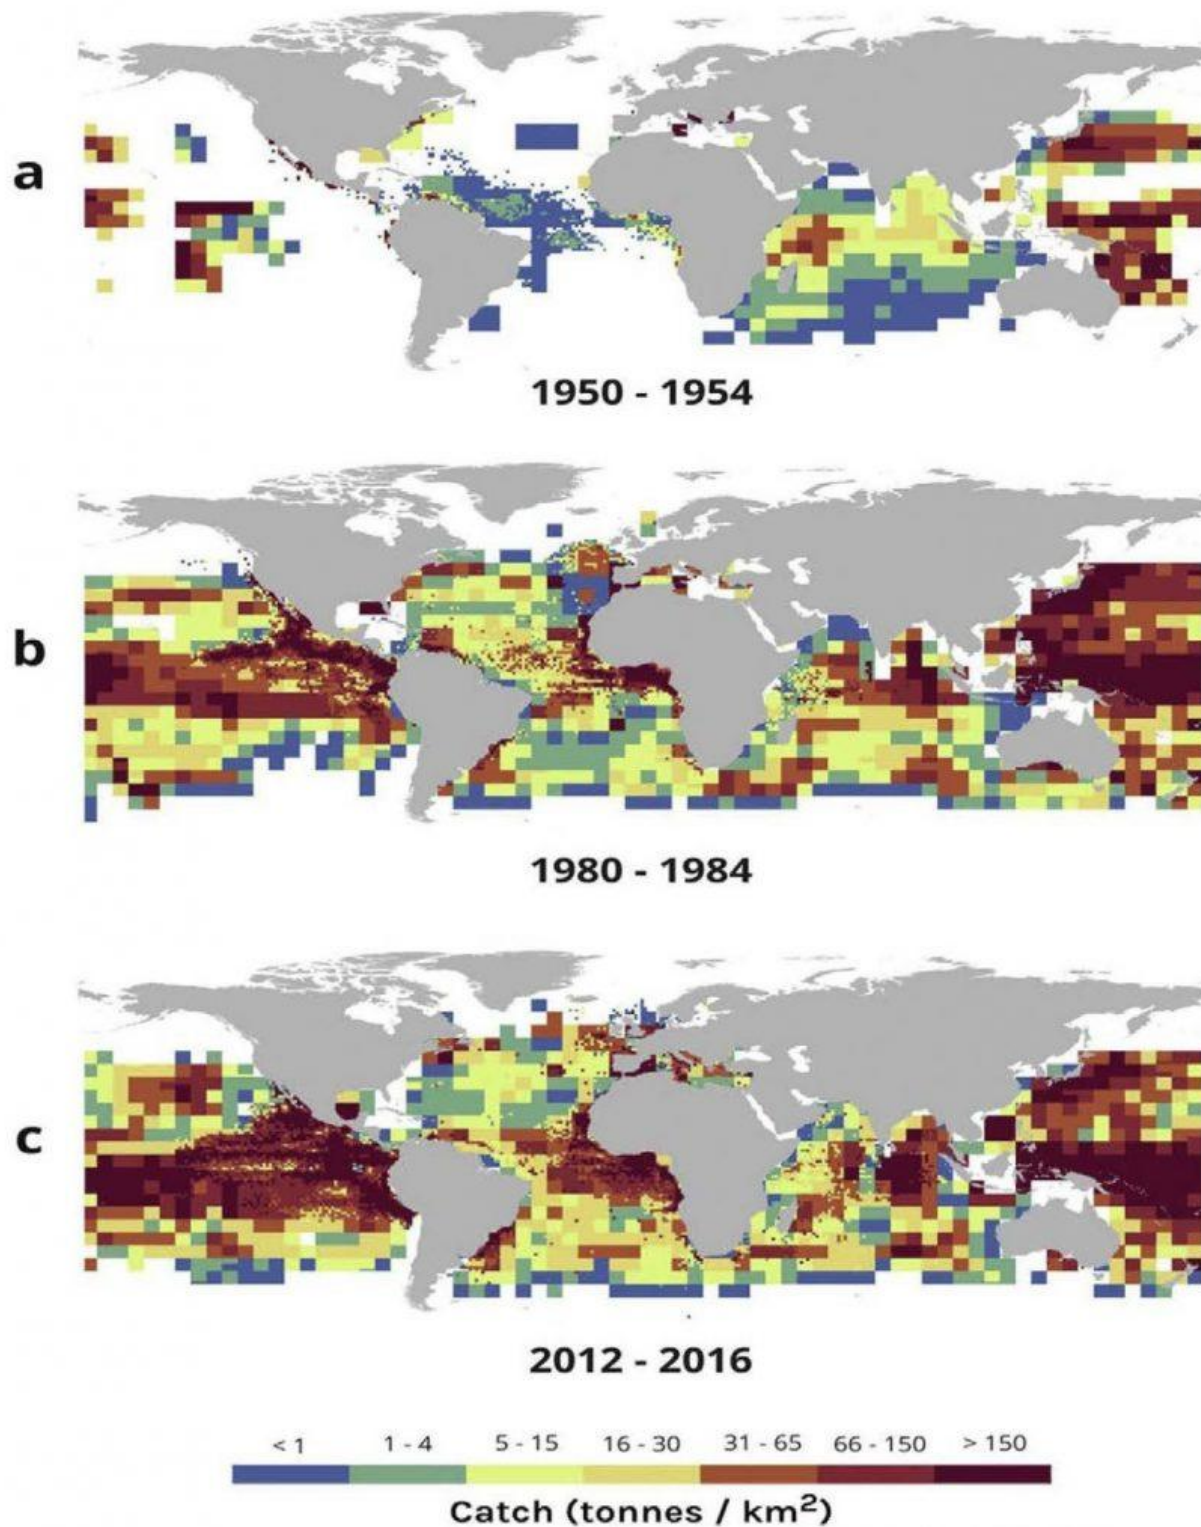 a
1950 - 1954
b
1980 - 1984
c
2012 - 2016
< 1 1 - 4 5 - 15 16 - 30 31 - 65 66 - 150 > 150
Catch (tonnes / km²)